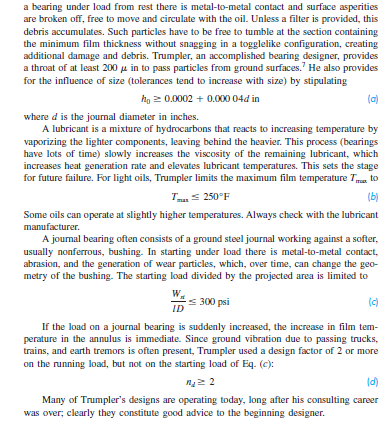 a bearing under load from rest there is metal-to-metal contact and surface asperities
are broken off, free to move and circulate with the oil. Unless a filter is provided, this
debris accumulates. Such particles have to be free to tumble at the section containing
the minimum film thickness without snagging in a togglelike configuration, creating
additional damage and debris. Trumpler, an accomplished bearing designer, provides
a throat of at least 200 μ in to pass particles from ground surfaces.⁷ He also provides
for the influence of size (tolerances tend to increase with size) by stipulating
h₀ ≥ 0.0002 + 0.000 04d in (a)
where d is the journal diameter in inches.
A lubricant is a mixture of hydrocarbons that reacts to increasing temperature by
vaporizing the lighter components, leaving behind the heavier. This process (bearings
have lots of time) slowly increases the viscosity of the remaining lubricant, which
increases heat generation rate and elevates lubricant temperatures. This sets the stage
for future failure. For light oils, Trumpler limits the maximum film temperature Tmax to
Tmax ≤ 250°F (b)
Some oils can operate at slightly higher temperatures. Always check with the lubricant
manufacturer.
A journal bearing often consists of a ground steel journal working against a softer,
usually nonferrous, bushing. In starting under load there is metal-to-metal contact,
abrasion, and the generation of wear particles, which, over time, can change the geo-
metry of the bushing. The starting load divided by the projected area is limited to
Wst
≤ 300 psi (c)
lD
If the load on a journal bearing is suddenly increased, the increase in film tem-
perature in the annulus is immediate. Since ground vibration due to passing trucks,
trains, and earth tremors is often present, Trumpler used a design factor of 2 or more
on the running load, but not on the starting load of Eq. (c):
nd ≥ 2 (d)
Many of Trumpler's designs are operating today, long after his consulting career
was over; clearly they constitute good advice to the beginning designer.